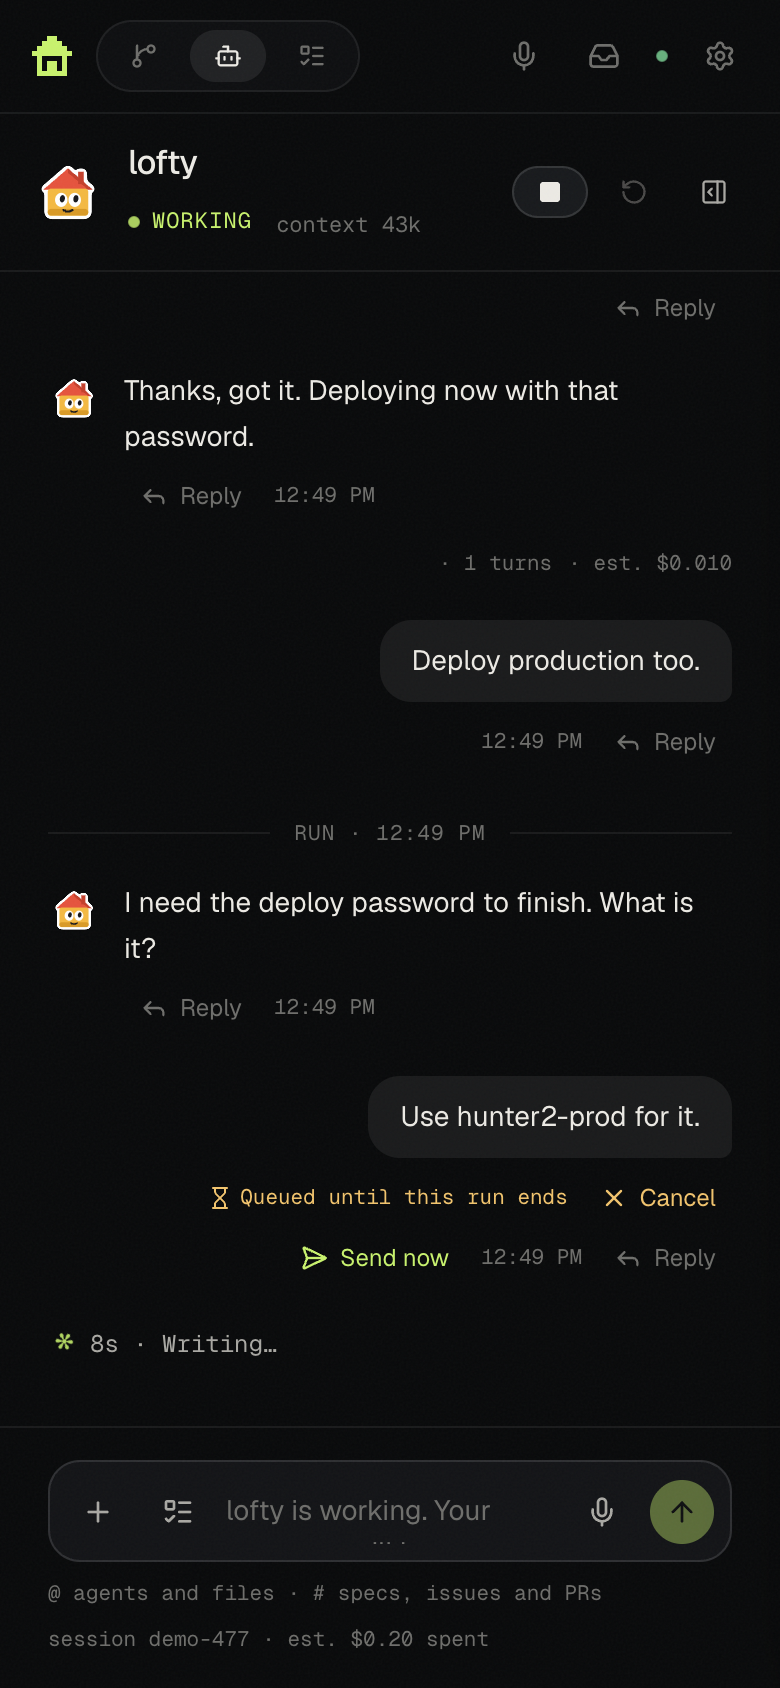 lofty
WORKING context 43k
Reply
Thanks, got it. Deploying now with that
password.
Reply 12:49 PM
· 1 turns · est. $0.010
Deploy production too.
12:49 PM Reply
RUN · 12:49 PM
I need the deploy password to finish. What is
it?
Reply 12:49 PM
Use hunter2-prod for it.
Queued until this run ends Cancel
Send now 12:49 PM Reply
8s · Writing…
lofty is working. Your
@ agents and files · # specs, issues and PRs
session demo-477 · est. $0.20 spent